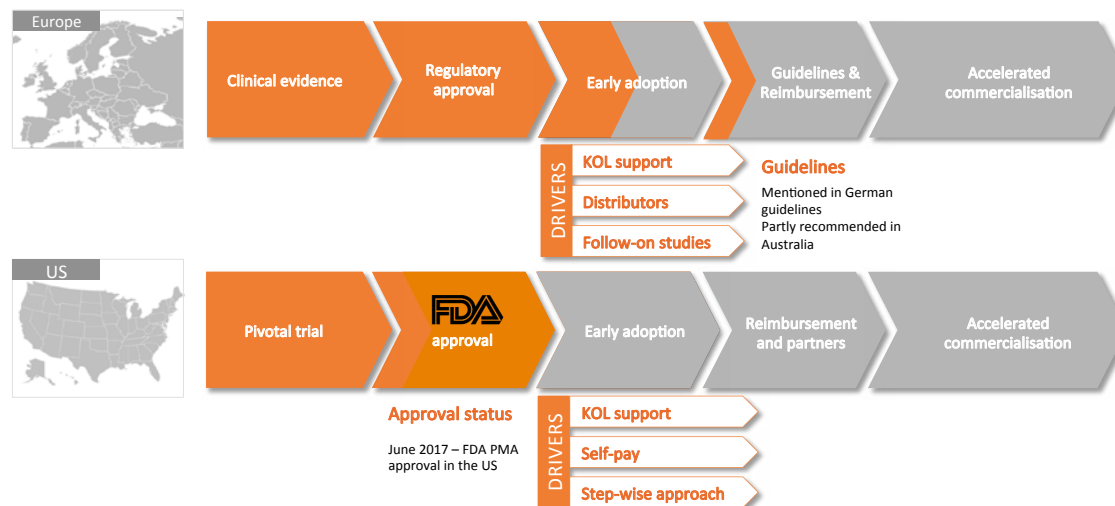 Europe
Clinical evidence
Regulatory
approval
Early adoption
Guidelines &
Reimbursement
Accelerated
commercialisation
DRIVERS
KOL support
Distributors
Follow-on studies
Guidelines
Mentioned in German
guidelines
Partly recommended in
Australia
US
Pivotal trial
FDA
approval
Early adoption
Reimbursement
and partners
Accelerated
commercialisation
Approval status
June 2017 – FDA PMA
approval in the US
DRIVERS
KOL support
Self-pay
Step-wise approach